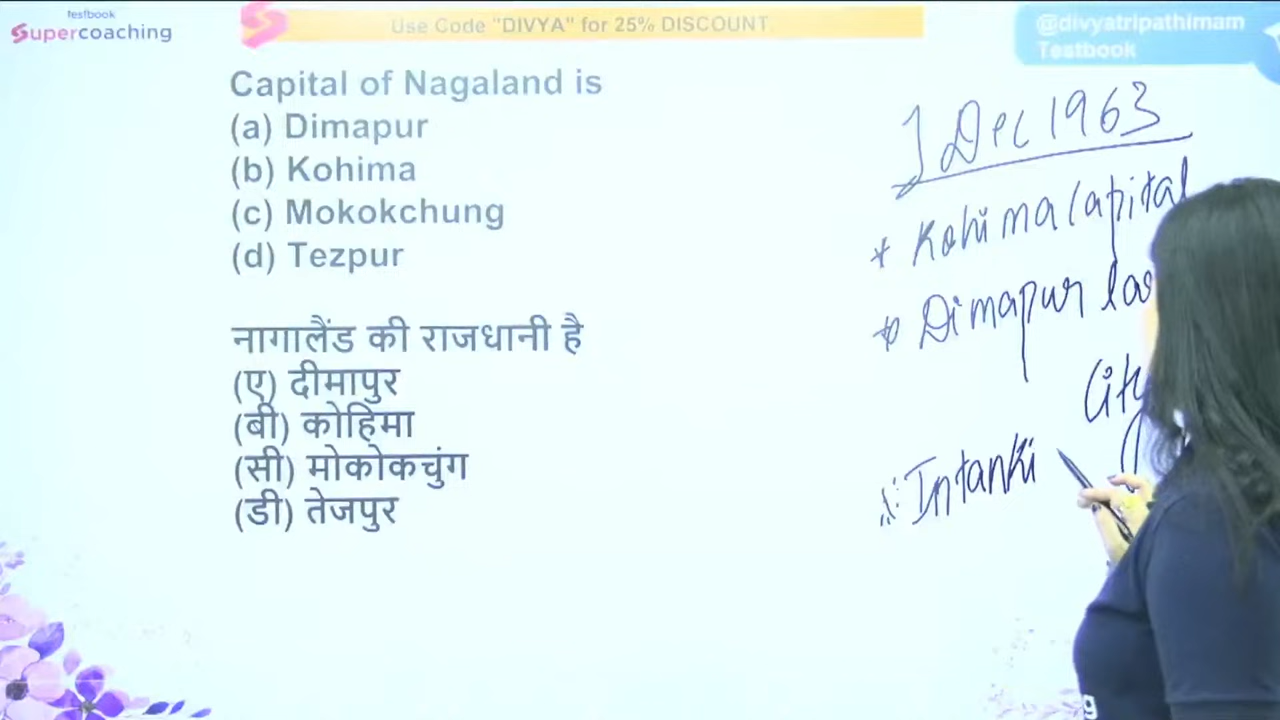 testbook
Supercoaching
Use Code "DIVYA" for 25% DISCOUNT.
@divyatripathimam
Testbook
Capital of Nagaland is
(a) Dimapur
(b) Kohima
(c) Mokokchung
(d) Tezpur
नागालैंड की राजधानी है
(ए) दीमापुर
(बी) कोहिमा
(सी) मोकोकचुंग
(डी) तेजपुर
1 Dec 1963
* Kohima Capital
* Dimapur
City
Intanki